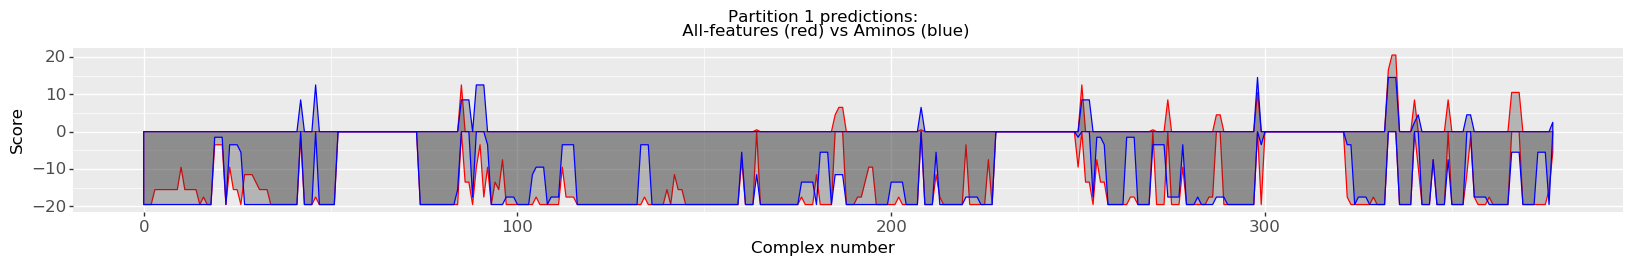 Partition 1 predictions:
All-features (red) vs Aminos (blue)
Score
20
10
0
−10
−20
0 100 200 300
Complex number